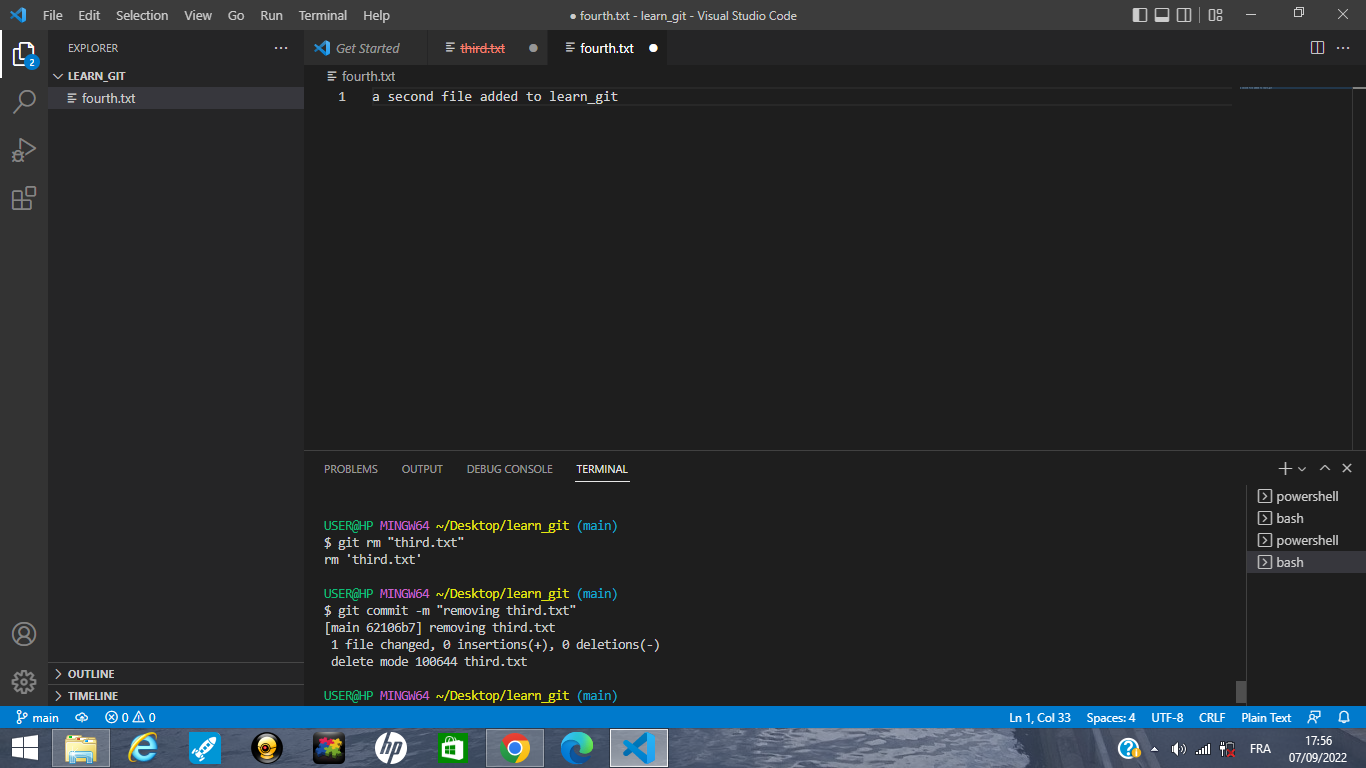 File Edit Selection View Go Run Terminal Help ● fourth.txt - learn_git - Visual Studio Code
EXPLORER ··· Get Started third.txt fourth.txt ···
2
LEARN_GIT
fourth.txt
fourth.txt
1 a second file added to learn_git
PROBLEMS OUTPUT DEBUG CONSOLE TERMINAL
powershell
bash
powershell
bash
USER@HP MINGW64 ~/Desktop/learn_git (main)
$ git rm "third.txt"
rm 'third.txt'
USER@HP MINGW64 ~/Desktop/learn_git (main)
$ git commit -m "removing third.txt"
[main 62106b7] removing third.txt
1 file changed, 0 insertions(+), 0 deletions(-)
delete mode 100644 third.txt
USER@HP MINGW64 ~/Desktop/learn_git (main)
OUTLINE
TIMELINE
main 0 0 Ln 1, Col 33 Spaces: 4 UTF-8 CRLF Plain Text
hp FRA 17:56
07/09/2022